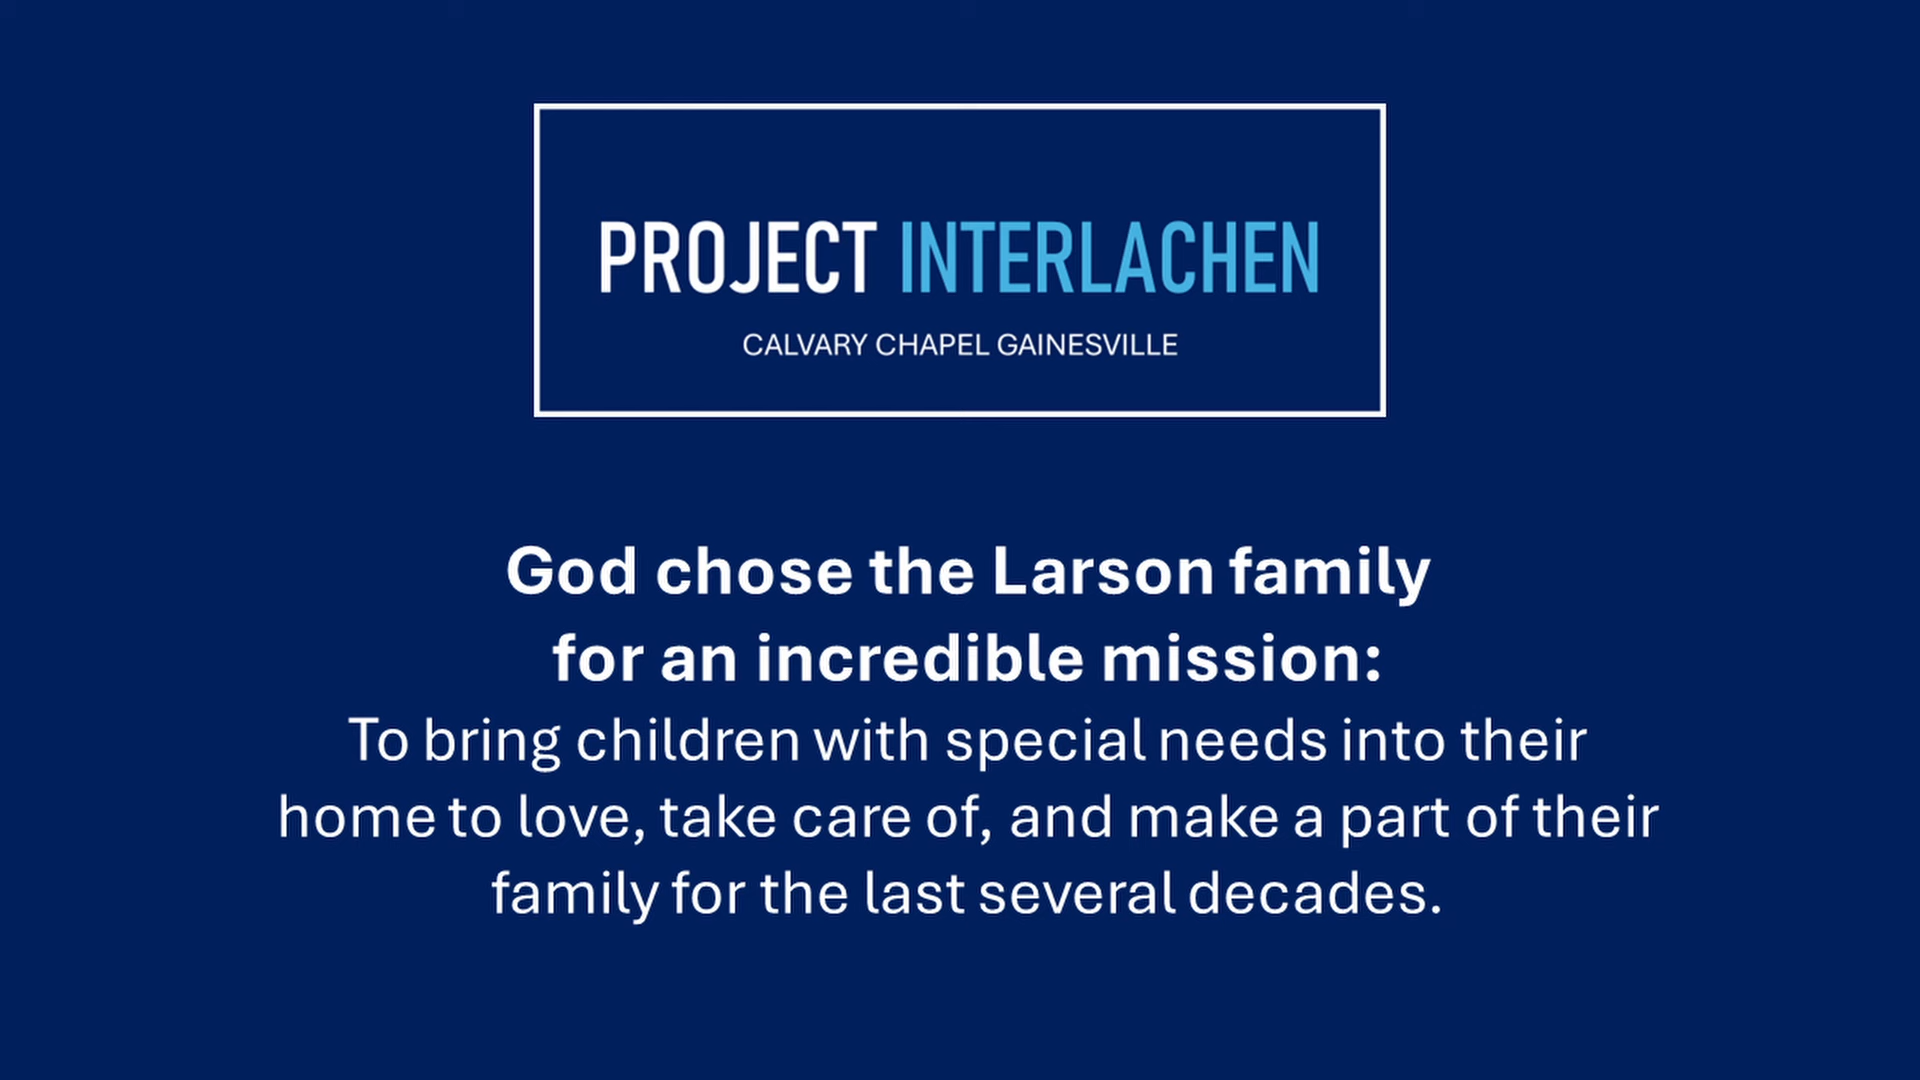 PROJECT INTERLACHEN
CALVARY CHAPEL GAINESVILLE
God chose the Larson family
for an incredible mission:
To bring children with special needs into their
home to love, take care of, and make a part of their
family for the last several decades.